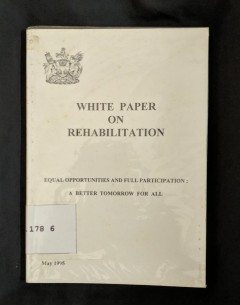 WHITE PAPER
ON
REHABILITATION
EQUAL OPPORTUNITIES AND FULL PARTICIPATION :
A BETTER TOMORROW FOR ALL
178 6
May 1995